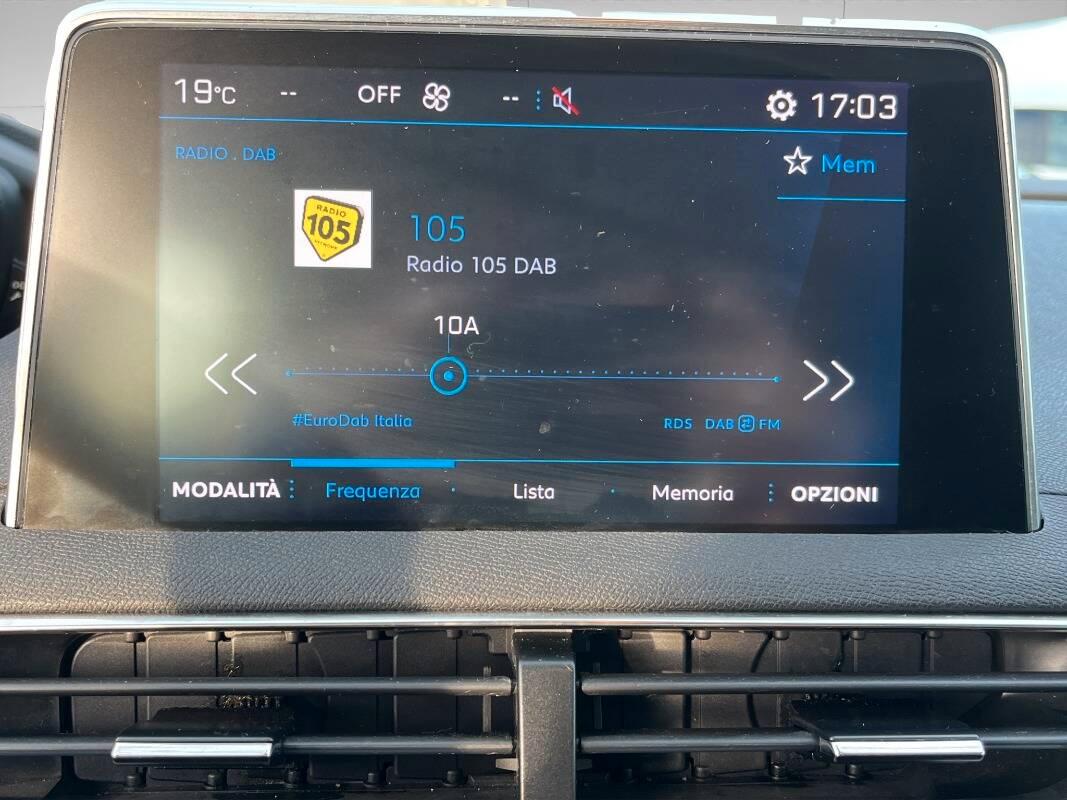 19°C -- OFF -- 17:03
RADIO . DAB
Mem
RADIO
105
NETWORK
105
Radio 105 DAB
10A
#EuroDab Italia
RDS DAB FM
MODALITÀ Frequenza Lista Memoria OPZIONI